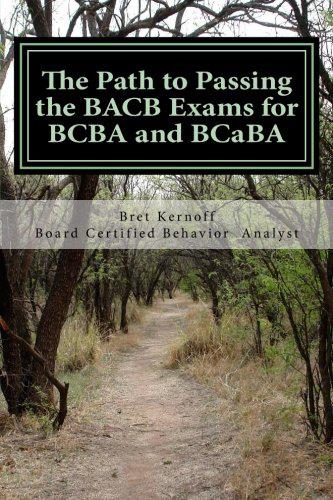 The Path to Passing
the BACB Exams for
BCBA and BCaBA
Bret Kernoff
Board Certified Behavior Analyst